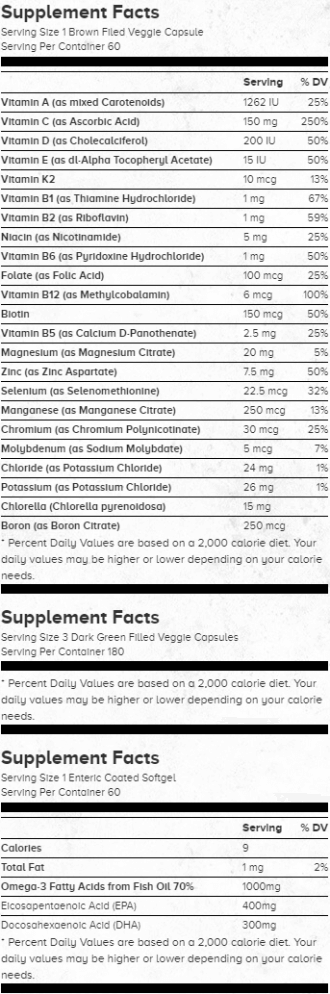 Supplement Facts
Serving Size 1 Brown Filed Veggie Capsule
Serving Per Container 60
Serving % DV
Vitamin A (as mixed Carotenoids) 1262 IU 25%
Vitamin C (as Ascorbic Acid) 150 mg 250%
Vitamin D (as Cholecalciferol) 200 IU 50%
Vitamin E (as dl-Alpha Tocopheryl Acetate) 15 IU 50%
Vitamin K2 10 mcg 13%
Vitamin B1 (as Thiamine Hydrochloride) 1 mg 67%
Vitamin B2 (as Riboflavin) 1 mg 59%
Niacin (as Nicotinamide) 5 mg 25%
Vitamin B6 (as Pyridoxine Hydrochloride) 1 mg 50%
Folate (as Folic Acid) 100 mcg 25%
Vitamin B12 (as Methylcobalamin) 6 mcg 100%
Biotin 150 mcg 50%
Vitamin B5 (as Calcium D-Panothenate) 2.5 mg 25%
Magnesium (as Magnesium Citrate) 20 mg 5%
Zinc (as Zinc Aspartate) 7.5 mg 50%
Selenium (as Selenomethionine) 22.5 mcg 32%
Manganese (as Manganese Citrate) 250 mcg 13%
Chromium (as Chromium Polynicotinate) 30 mcg 25%
Molybdenum (as Sodium Molybdate) 5 mcg 7%
Chloride (as Potassium Chloride) 24 mg 1%
Potassium (as Potassium Chloride) 26 mg 1%
Chlorella (Chlorella pyrenoidosa) 15 mg
Boron (as Boron Citrate) 250 mcg
* Percent Daily Values are based on a 2,000 calorie diet. Your
daily values may be higher or lower depending on your calorie
needs.
Supplement Facts
Serving Size 3 Dark Green Filled Veggie Capsules
Serving Per Container 180
* Percent Daily Values are based on a 2,000 calorie diet. Your
daily values may be higher or lower depending on your calorie
needs.
Supplement Facts
Serving Size 1 Enteric Coated Softgel
Serving Per Container 60
Serving % DV
Calories 9
Total Fat 1 mg 2%
Omega-3 Fatty Acids from Fish Oil 70% 1000mg
Eicosapentaenoic Acid (EPA) 400mg
Docosahexaenoic Acid (DHA) 300mg
* Percent Daily Values are based on a 2,000 calorie diet. Your
daily values may be higher or lower depending on your calorie
needs.